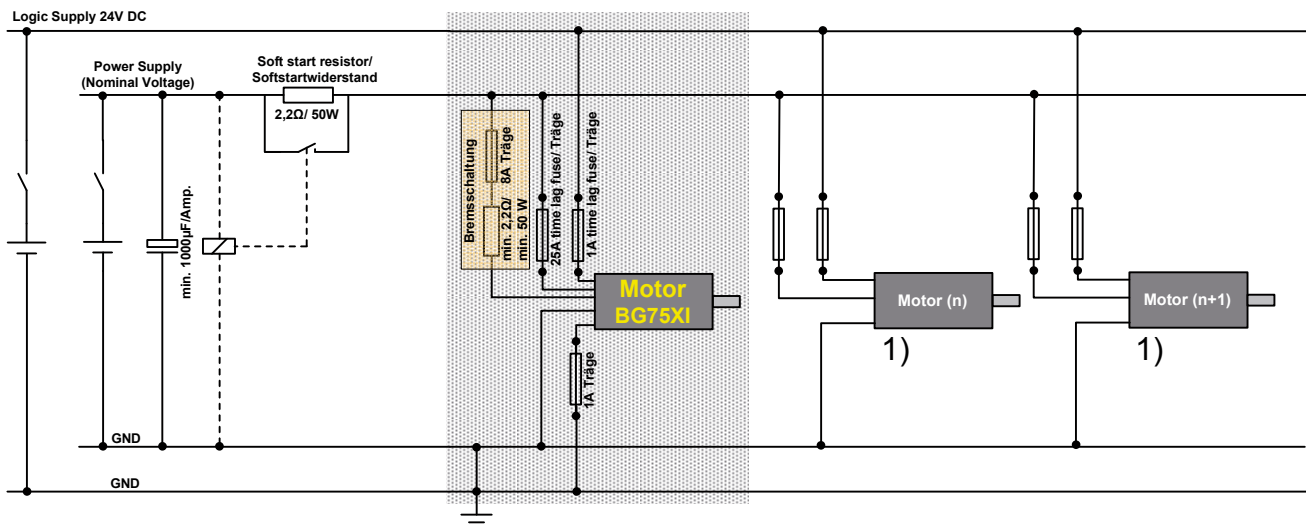 Logic Supply 24V DC
Power Supply
(Nominal Voltage)
Soft start resistor/
Softstartwiderstand
2,2Ω/ 50W
min. 1000µF/Amp.
Bremsschaltung
8A Träge
min. 2,2Ω/
min. 50 W
25A time lag fuse/ Träge
1A time lag fuse/ Träge
Motor
BG75XI
1A Träge
Motor (n)
1)
Motor (n+1)
1)
GND
GND